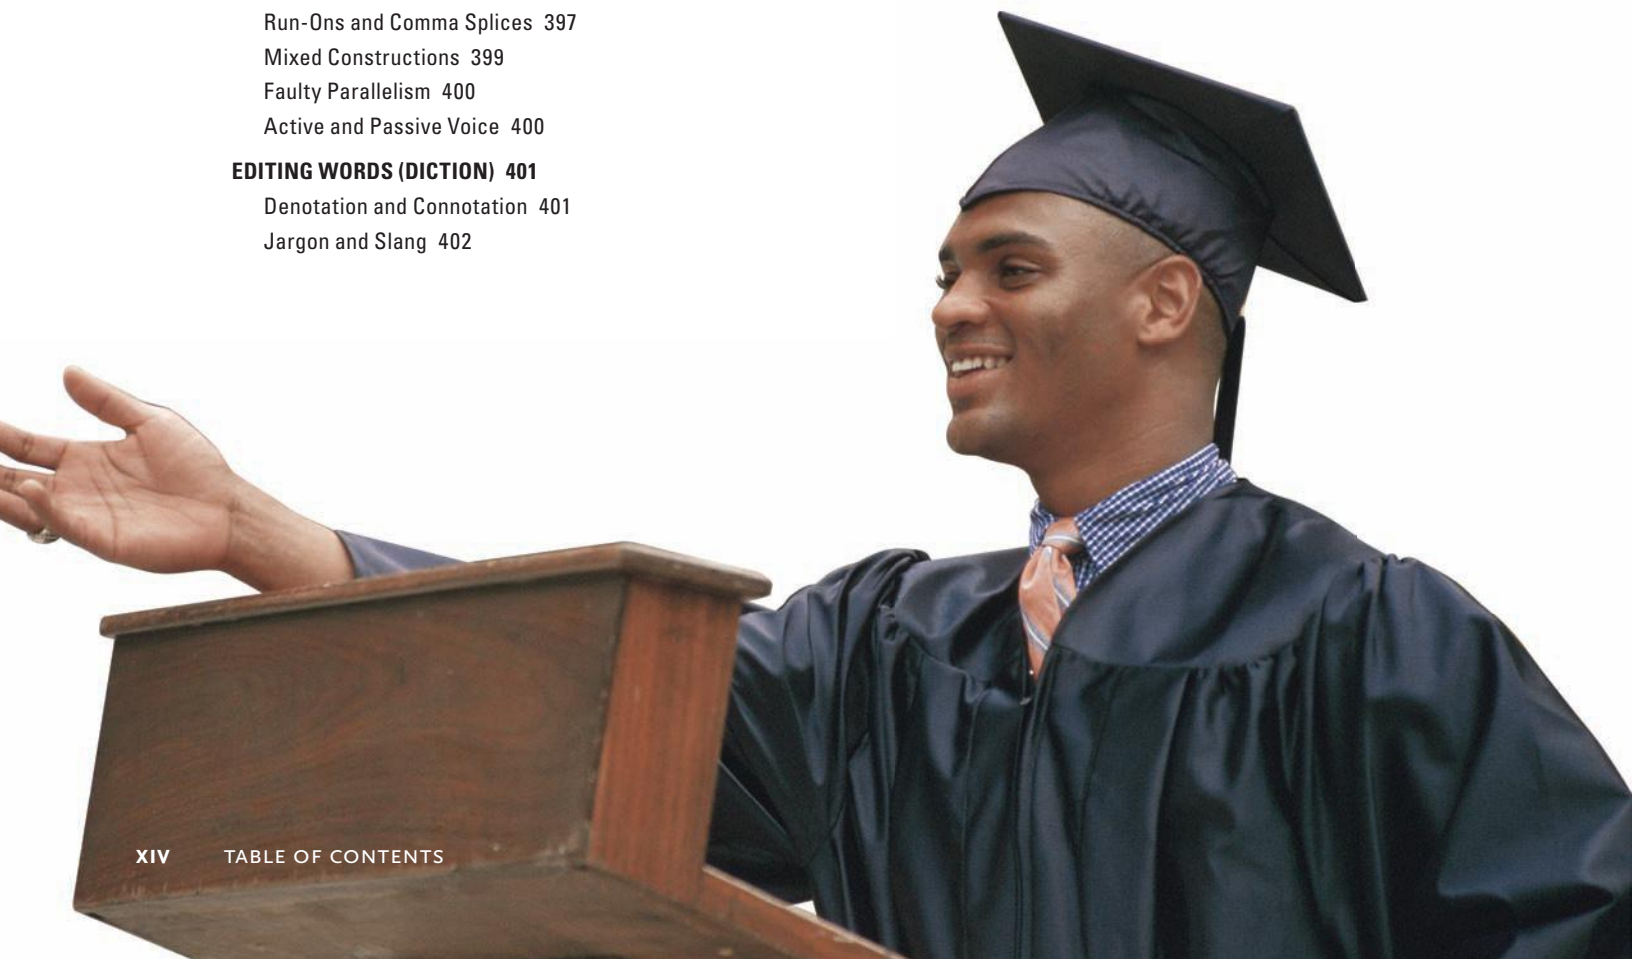 Run-Ons and Comma Splices 397
Mixed Constructions 399
Faulty Parallelism 400
Active and Passive Voice 400
EDITING WORDS (DICTION) 401
Denotation and Connotation 401
Jargon and Slang 402
XIV TABLE OF CONTENTS